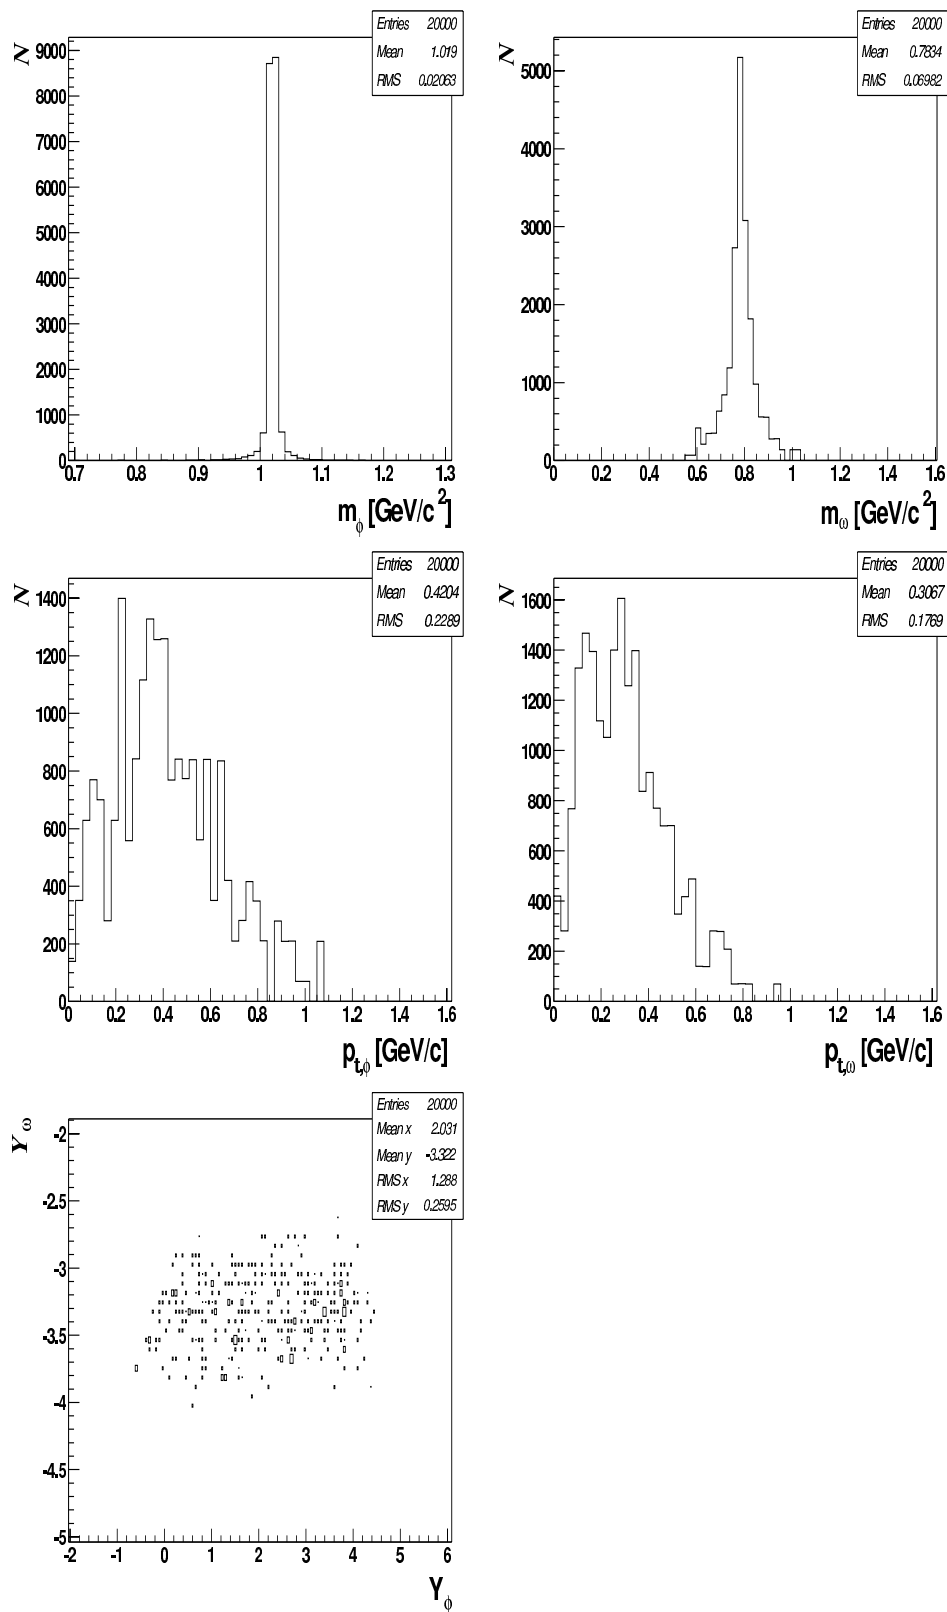 Entries 20000
Mean 1.019
RMS 0.02063
N
9000
8000
7000
6000
5000
4000
3000
2000
1000
0
0.7 0.8 0.9 1 1.1 1.2 1.3
m_ϕ [GeV/c²]
Entries 20000
Mean 0.7834
RMS 0.06982
N
5000
4000
3000
2000
1000
0
0 0.2 0.4 0.6 0.8 1 1.2 1.4 1.6
m_ω [GeV/c²]
Entries 20000
Mean 0.4204
RMS 0.2289
N
1400
1200
1000
800
600
400
200
0
0 0.2 0.4 0.6 0.8 1 1.2 1.4 1.6
p_t,ϕ [GeV/c]
Entries 20000
Mean 0.3067
RMS 0.1769
N
1600
1400
1200
1000
800
600
400
200
0
0 0.2 0.4 0.6 0.8 1 1.2 1.4 1.6
p_t,ω [GeV/c]
Entries 20000
Mean x 2.031
Mean y -3.322
RMS x 1.288
RMS y 0.2595
Y_ω
-2
-2.5
-3
-3.5
-4
-4.5
-5
-2 -1 0 1 2 3 4 5 6
Y_ϕ